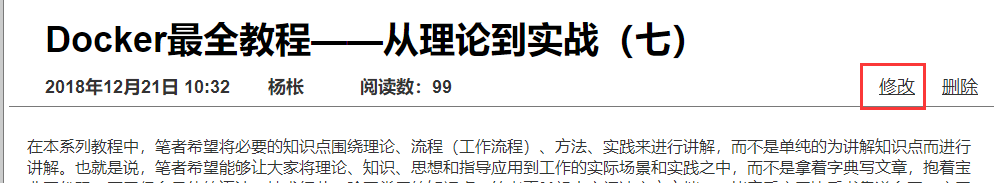 Docker最全教程——从理论到实战（七）
2018年12月21日 10:32 杨枨 阅读数：99 修改 删除
在本系列教程中，笔者希望将必要的知识点围绕理论、流程（工作流程）、方法、实践来进行讲解，而不是单纯的为讲解知识点而进行
讲解。也就是说，笔者希望能够让大家将理论、知识、思想和指导应用到工作的实际场景和实践之中，而不是拿着字典写文章，抱着宝